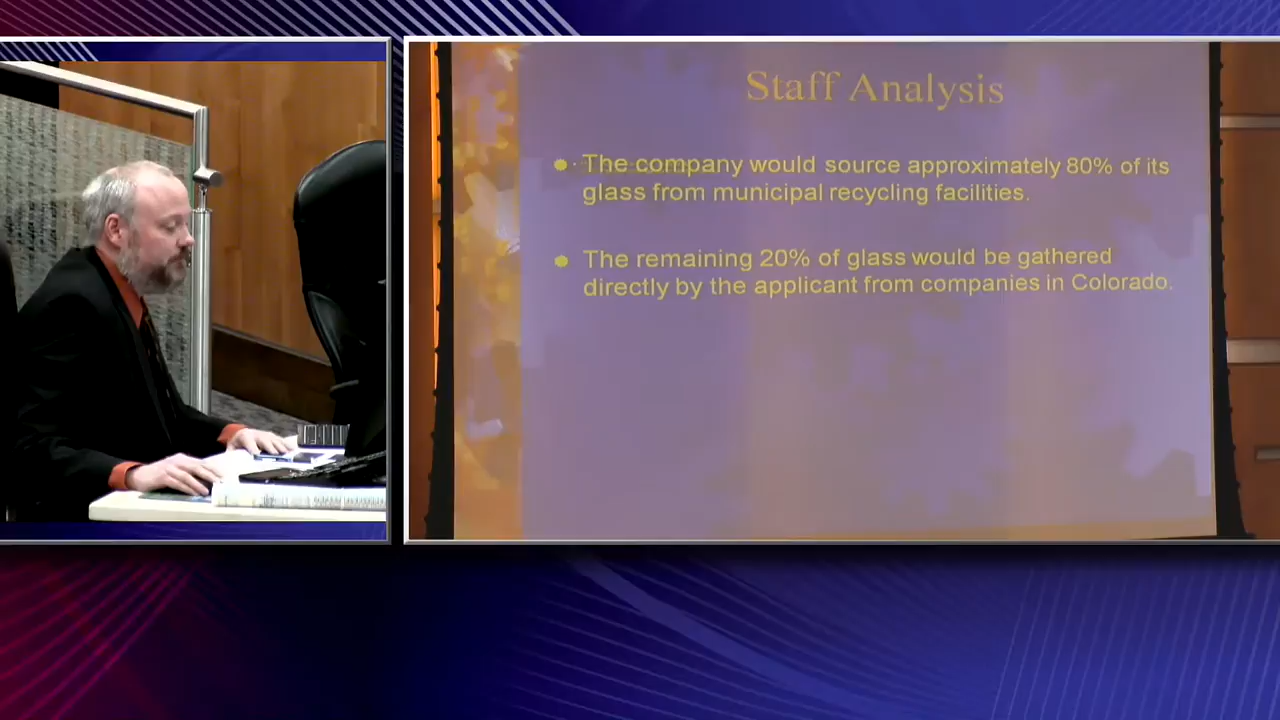 Staff Analysis
The company would source approximately 80% of its
glass from municipal recycling facilities.
The remaining 20% of glass would be gathered
directly by the applicant from companies in Colorado.